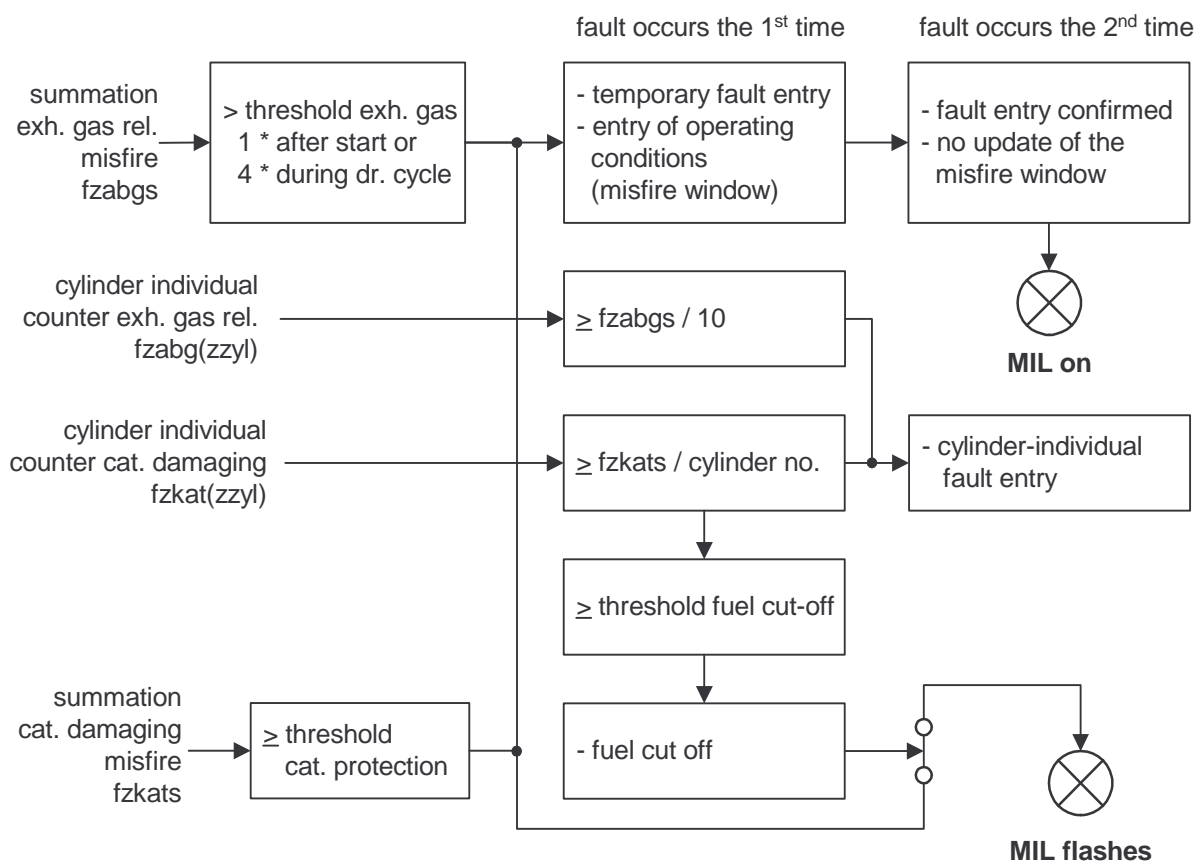 fault occurs the 1st time
fault occurs the 2nd time
summation
exh. gas rel.
misfire
fzabgs
> threshold exh. gas
1 * after start or
4 * during dr. cycle
- temporary fault entry
- entry of operating
conditions
(misfire window)
- fault entry confirmed
- no update of the
misfire window
MIL on
cylinder individual
counter exh. gas rel.
fzabg(zzyl)
≥ fzabgs / 10
cylinder individual
counter cat. damaging
fzkat(zzyl)
≥ fzkats / cylinder no.
- cylinder-individual
fault entry
≥ threshold fuel cut-off
summation
cat. damaging
misfire
fzkats
≥ threshold
cat. protection
- fuel cut off
MIL flashes